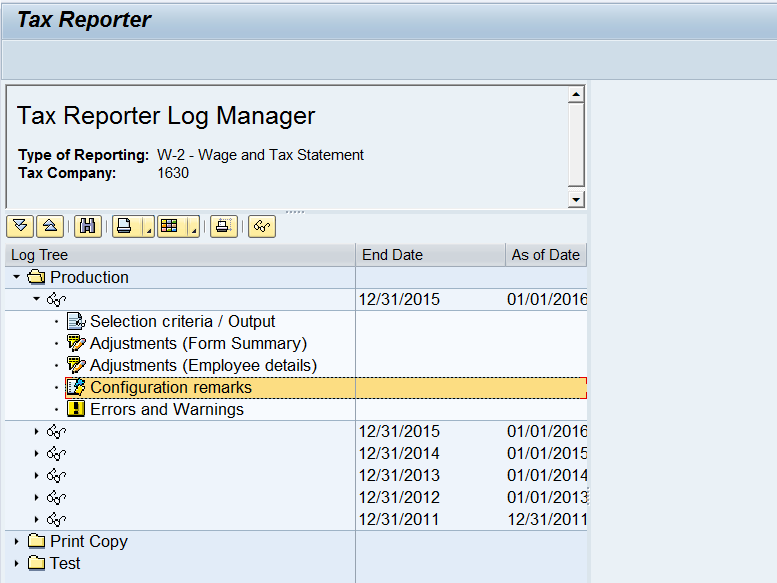 Tax Reporter
Tax Reporter Log Manager
Type of Reporting: W-2 - Wage and Tax Statement
Tax Company: 1630
Log Tree End Date As of Date
Production
12/31/2015 01/01/2016
Selection criteria / Output
Adjustments (Form Summary)
Adjustments (Employee details)
Configuration remarks
Errors and Warnings
12/31/2015 01/01/2016
12/31/2014 01/01/2015
12/31/2013 01/01/2014
12/31/2012 01/01/2013
12/31/2011 12/31/2011
Print Copy
Test